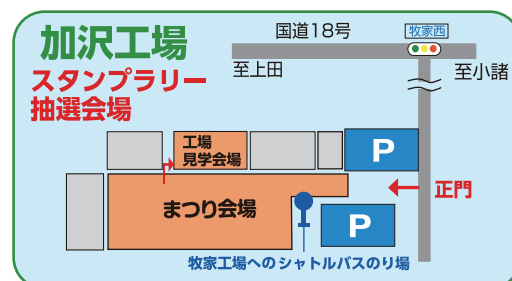 加沢工場
スタンプラリー
抽選会場
国道18号
牧家西
至上田
至小諸
工場
見学会場
P
正門
まつり会場
P
牧家工場へのシャトルバスのり場